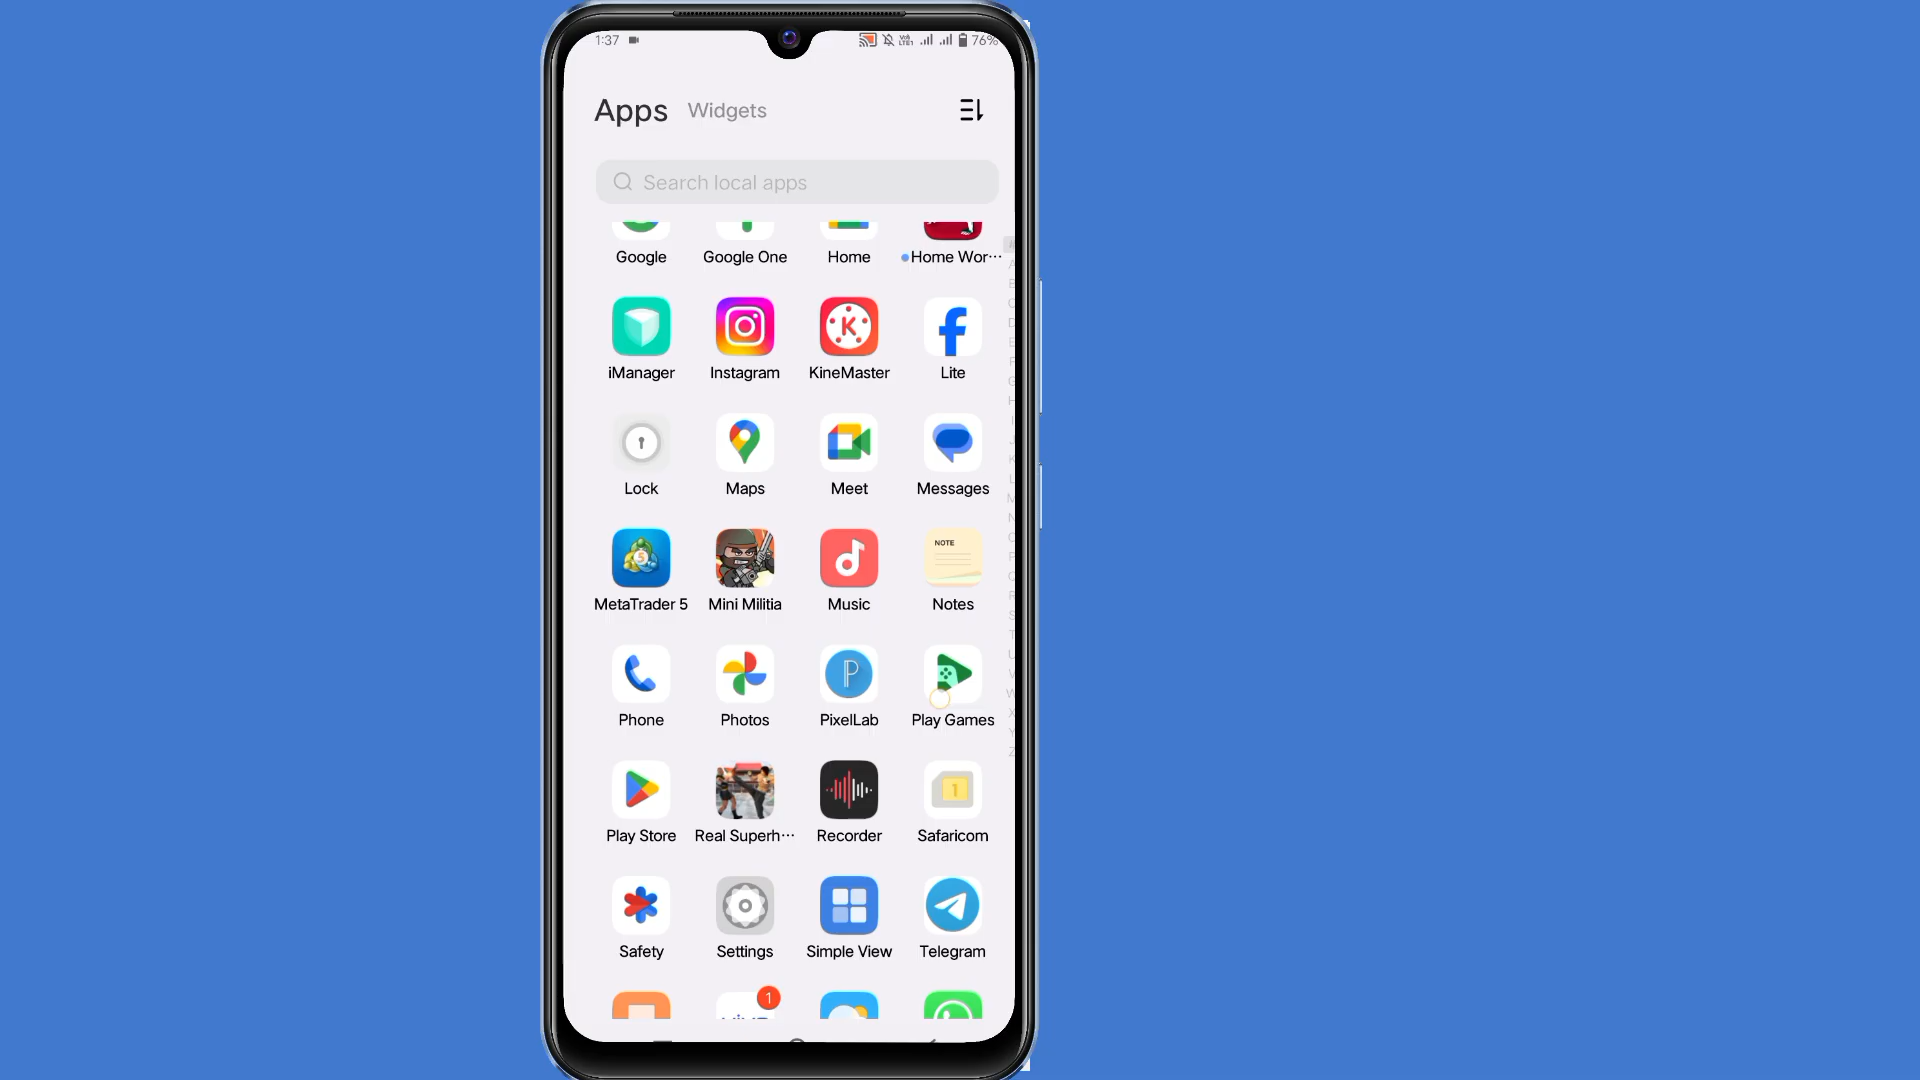 1:37 76%
Apps Widgets
Search local apps
Google Google One Home Home Wor···
iManager Instagram KineMaster Lite
Lock Maps Meet Messages
NOTE
MetaTrader 5 Mini Militia Music Notes
Phone Photos PixelLab Play Games
1
Play Store Real Superh··· Recorder Safaricom
Safety Settings Simple View Telegram
1